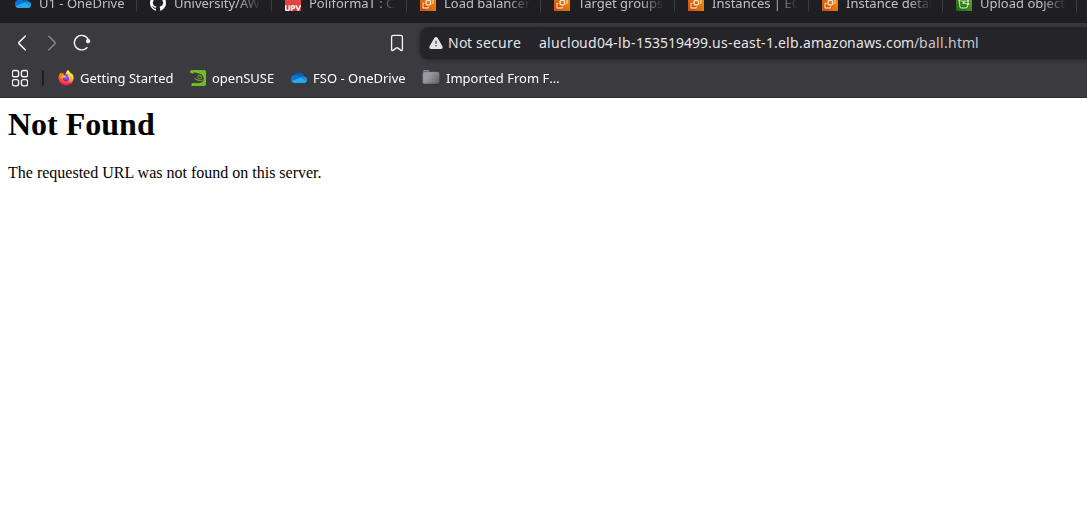 U1 - OneDrive University/AW PoliformaT : C Load balancer Target groups Instances | EC Instance deta Upload object
Not secure alucloud04-lb-153519499.us-east-1.elb.amazonaws.com/ball.html
Getting Started openSUSE FSO - OneDrive Imported From F...
Not Found
The requested URL was not found on this server.